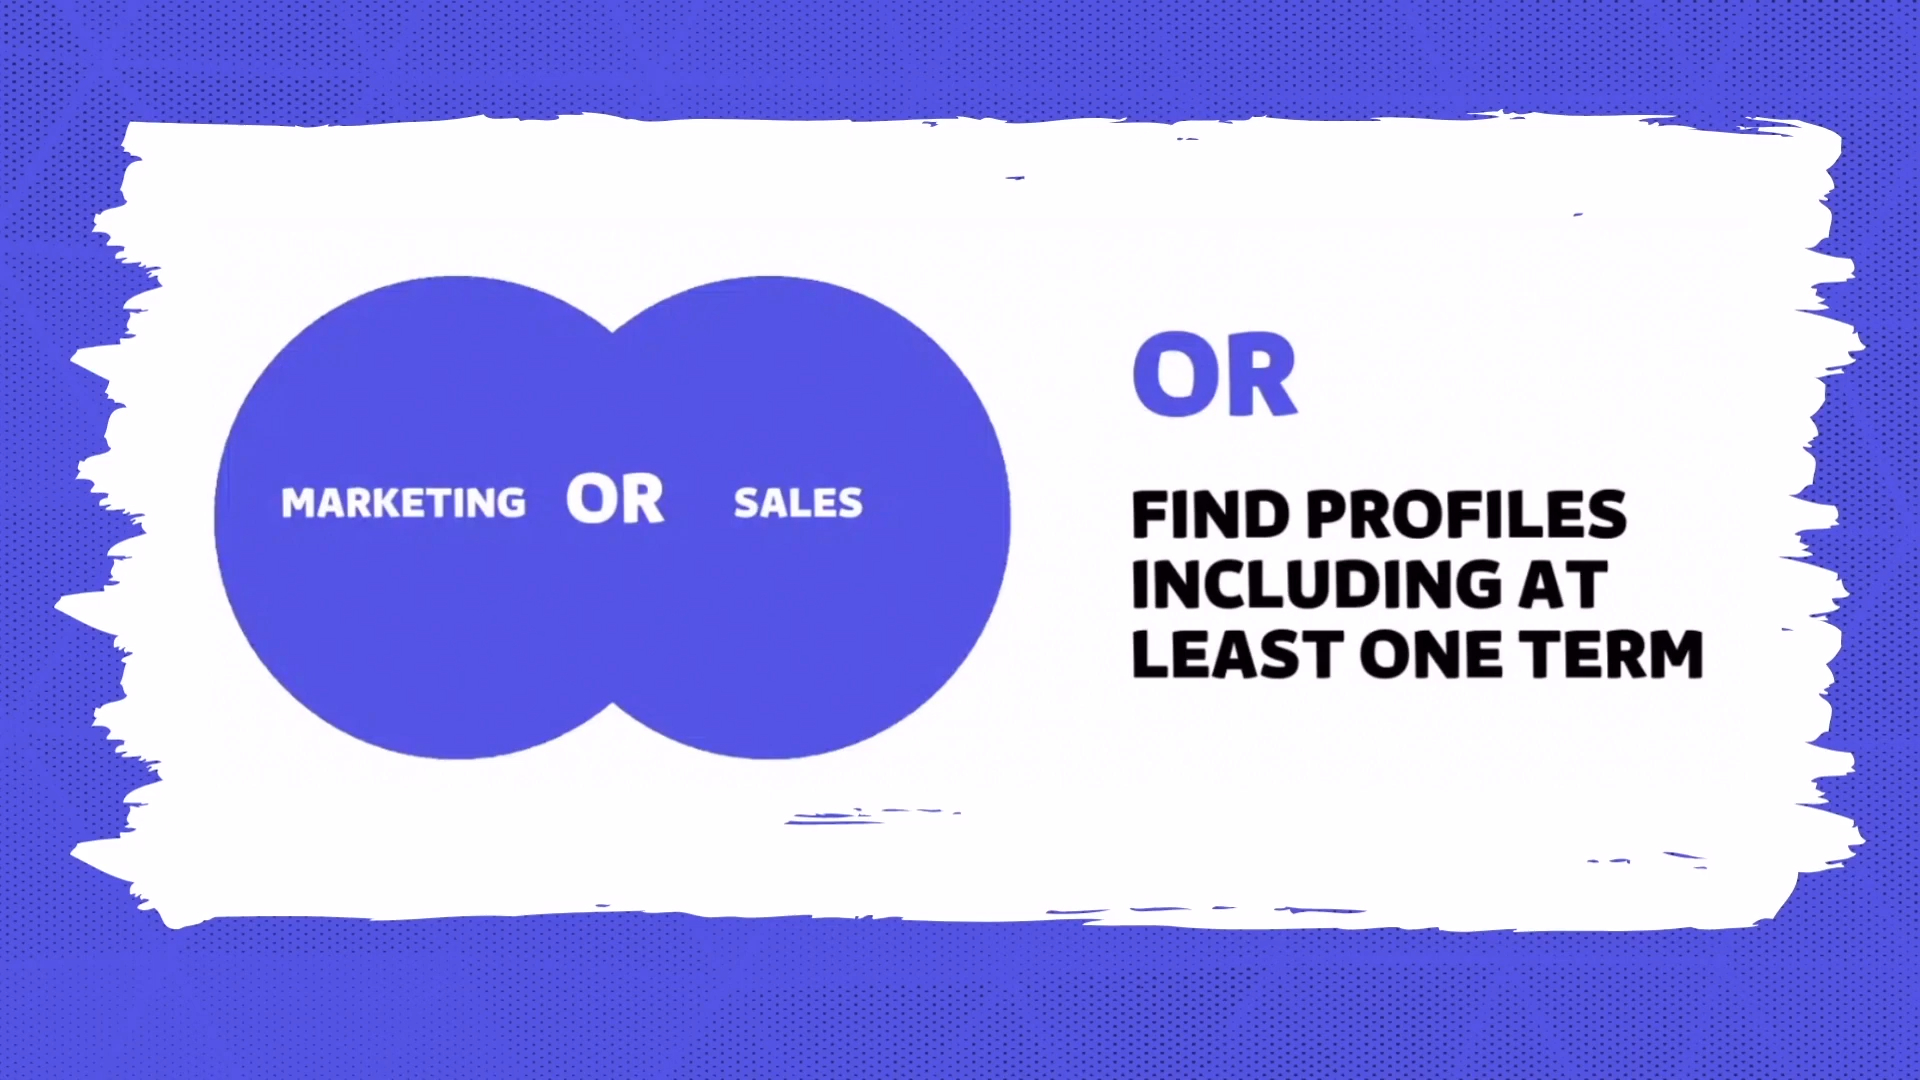 MARKETING OR SALES
OR
FIND PROFILES
INCLUDING AT
LEAST ONE TERM